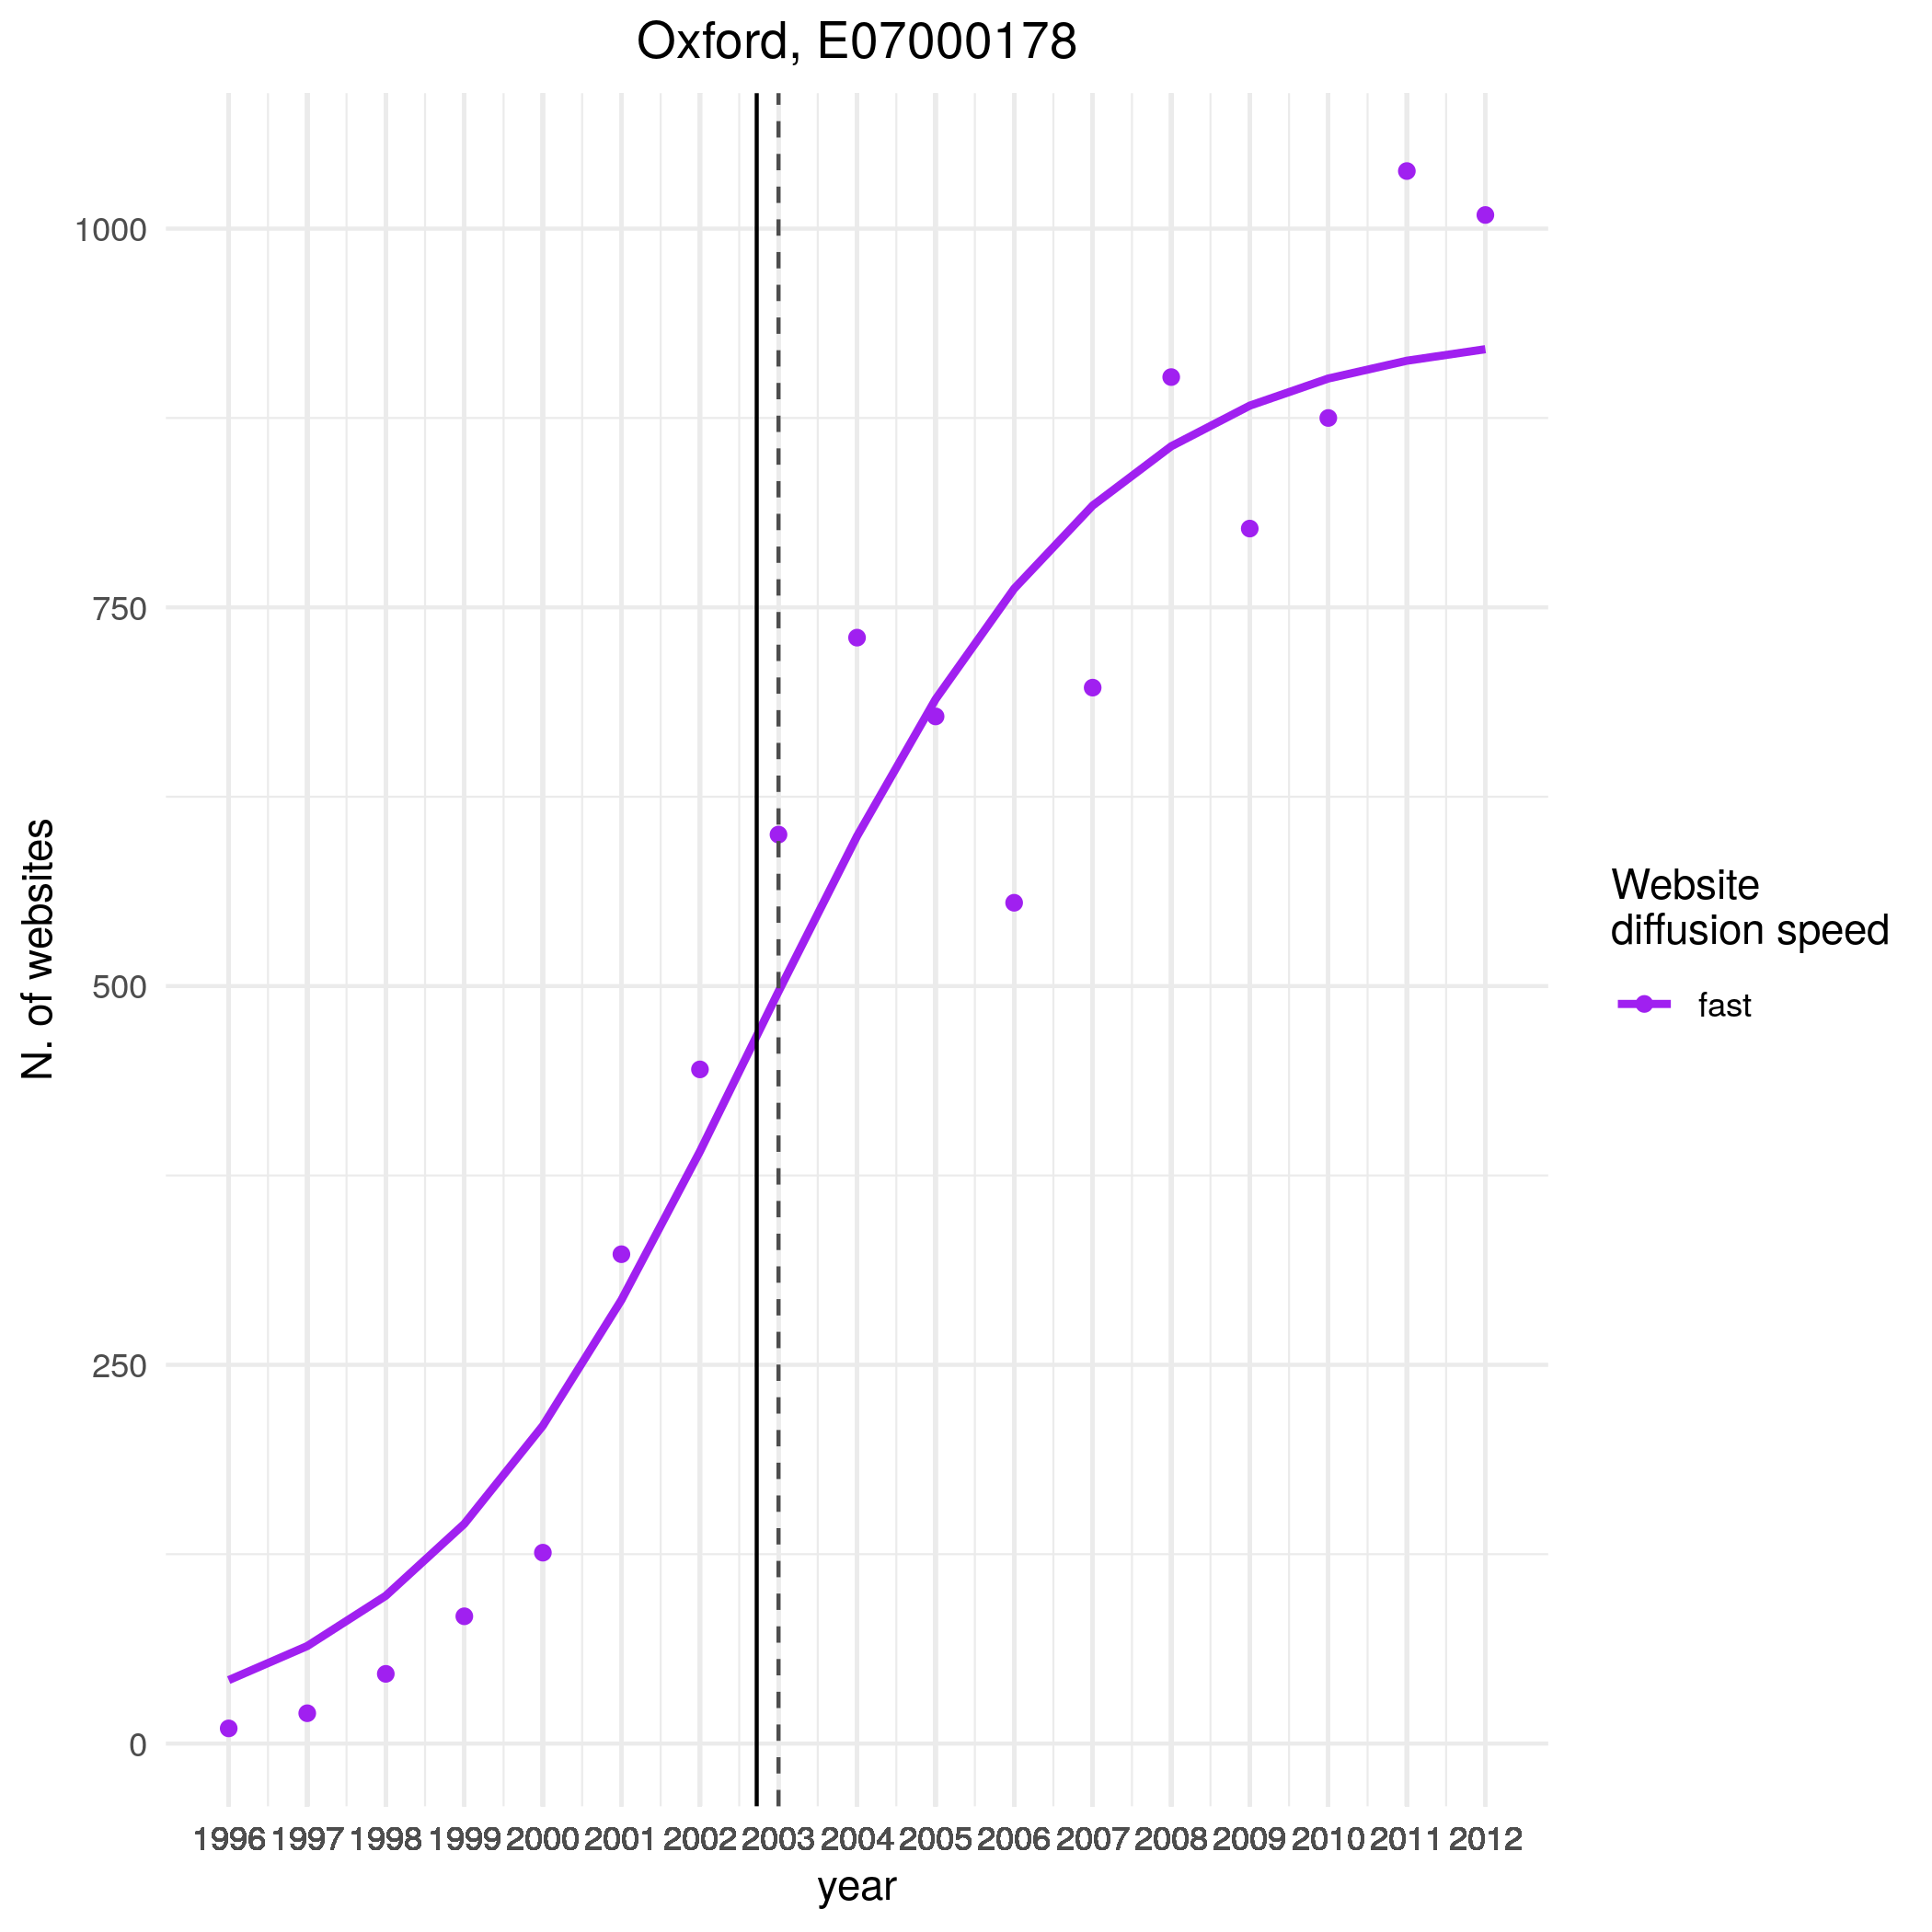 Oxford, E07000178
1000
750
500
250
0
N. of websites
1996 1997 1998 1999 2000 2001 2002 2003 2004 2005 2006 2007 2008 2009 2010 2011 2012
year
Website
diffusion speed
fast